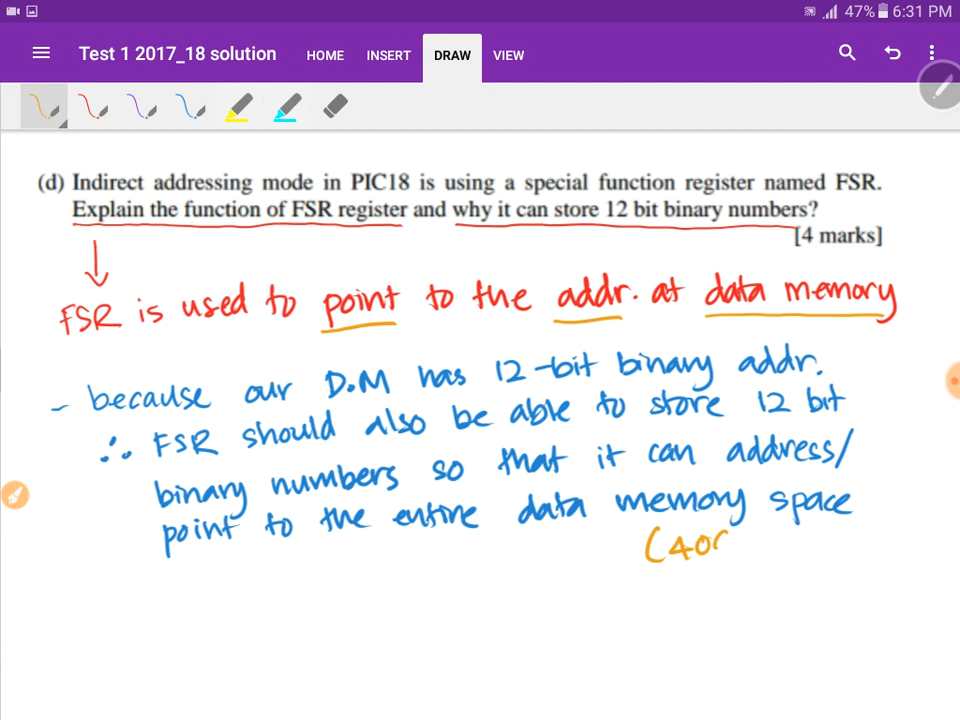 47% 6:31 PM
Test 1 2017_18 solution HOME INSERT DRAW VIEW
(d) Indirect addressing mode in PIC18 is using a special function register named FSR.
Explain the function of FSR register and why it can store 12 bit binary numbers?
[4 marks]
FSR is used to point to the addr. at data memory
- because our D.M has 12-bit binary addr.
∴ FSR should also be able to store 12 bit
binary numbers so that it can address/
point to the entire data memory space
(40